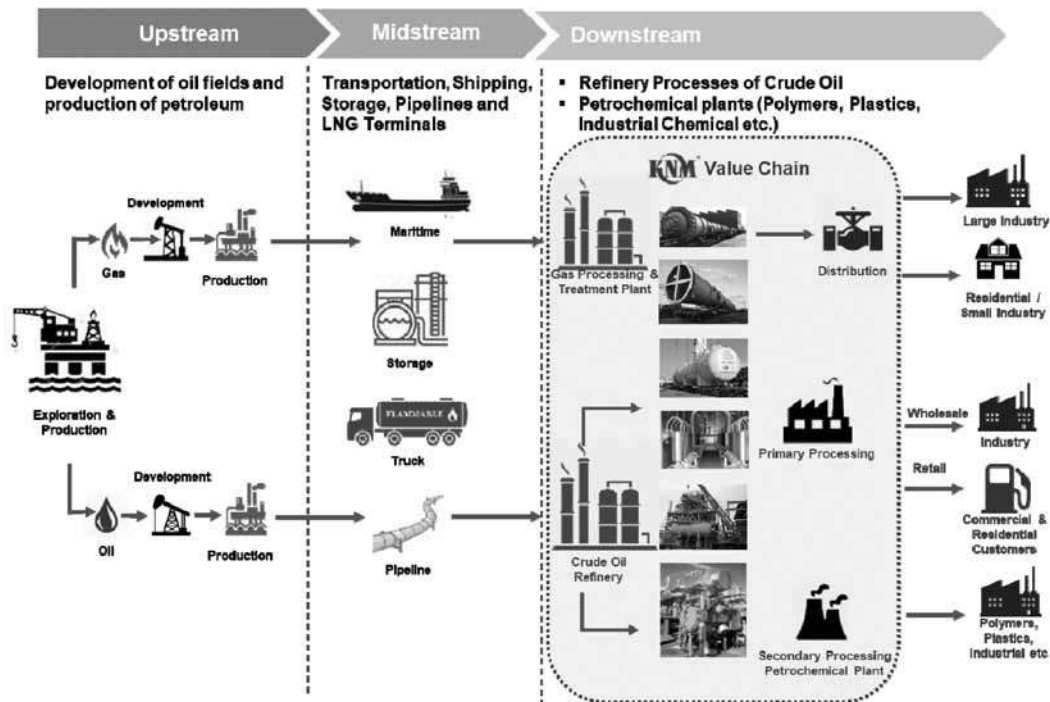 Upstream
Midstream
Downstream
Development of oil fields and
production of petroleum
Transportation, Shipping,
Storage, Pipelines and
LNG Terminals
▪ Refinery Processes of Crude Oil
▪ Petrochemical plants (Polymers, Plastics,
Industrial Chemical etc.)
KNM Value Chain
Development
Gas
Production
Exploration &
Production
Development
Oil
Production
Maritime
Storage
FLAMMABLE
Truck
Pipeline
Gas Processing &
Treatment Plant
Distribution
Crude Oil
Refinery
Primary Processing
Secondary Processing
Petrochemical Plant
Large Industry
Residential /
Small Industry
Wholesale
Industry
Retail
Commercial &
Residential
Customers
Polymers,
Plastics,
Industrial etc.